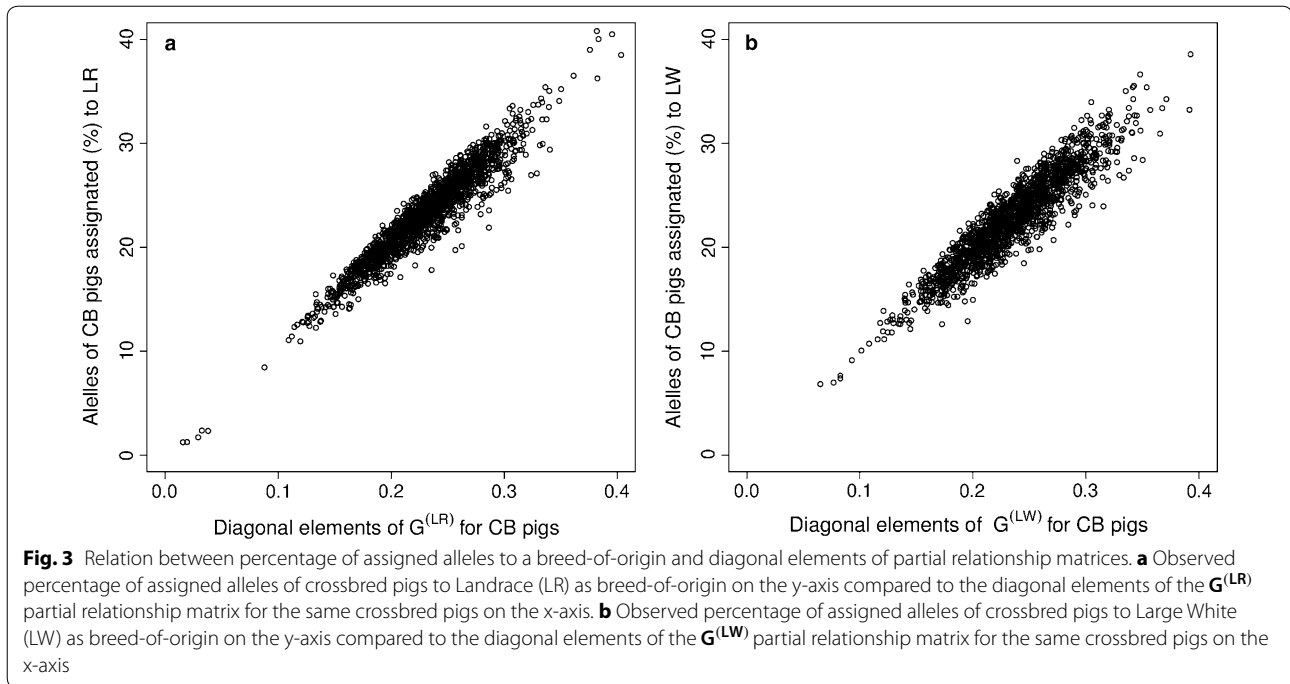 a
Alelles of CB pigs assignated (%) to LR
40
30
20
10
0
0.0 0.1 0.2 0.3 0.4
Diagonal elements of G(LR) for CB pigs
b
Alelles of CB pigs assignated (%) to LW
40
30
20
10
0
0.0 0.1 0.2 0.3 0.4
Diagonal elements of G(LW) for CB pigs
Fig. 3 Relation between percentage of assigned alleles to a breed-of-origin and diagonal elements of partial relationship matrices. a Observed
percentage of assigned alleles of crossbred pigs to Landrace (LR) as breed-of-origin on the y-axis compared to the diagonal elements of the G(LR)
partial relationship matrix for the same crossbred pigs on the x-axis. b Observed percentage of assigned alleles of crossbred pigs to Large White
(LW) as breed-of-origin on the y-axis compared to the diagonal elements of the G(LW) partial relationship matrix for the same crossbred pigs on the
x-axis